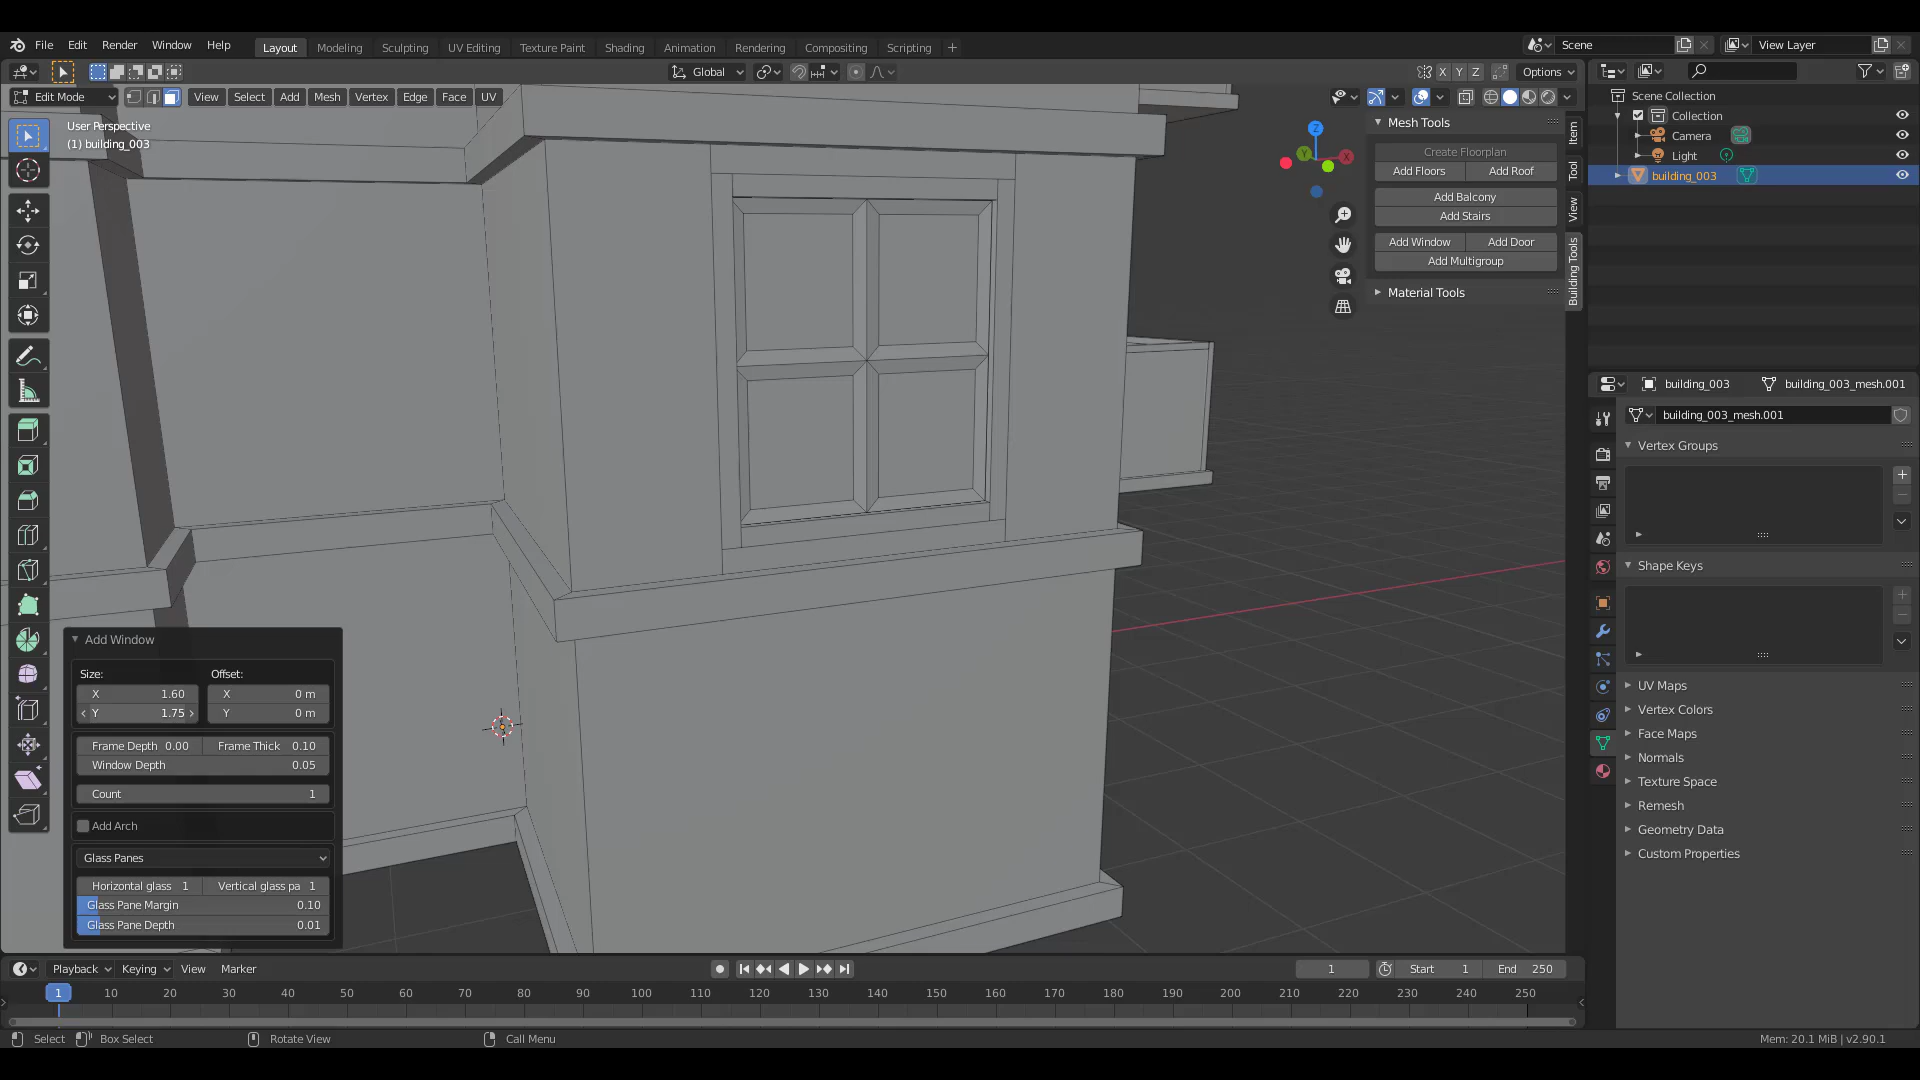 File Edit Render Window Help Layout Modeling Sculpting UV Editing Texture Paint Shading Animation Rendering Compositing Scripting + Scene View Layer
Global X Y Z Options
Edit Mode View Select Add Mesh Vertex Edge Face UV
User Perspective
(1) building_003
Z
Y
X
Mesh Tools
Create Floorplan
Add Floors Add Roof
Add Balcony
Add Stairs
Add Window Add Door
Add Multigroup
Material Tools
Item
Tool
View
Building Tools
Scene Collection
Collection
Camera
Light
building_003
building_003 building_003_mesh.001
building_003_mesh.001
Vertex Groups
Shape Keys
UV Maps
Vertex Colors
Face Maps
Normals
Texture Space
Remesh
Geometry Data
Custom Properties
Add Window
Size: Offset:
X 1.60 X 0 m
Y 1.75 Y 0 m
Frame Depth 0.00 Frame Thick 0.10
Window Depth 0.05
Count 1
Add Arch
Glass Panes
Horizontal glass 1 Vertical glass pa 1
Glass Pane Margin 0.10
Glass Pane Depth 0.01
Playback Keying View Marker 1 Start 1 End 250
1 10 20 30 40 50 60 70 80 90 100 110 120 130 140 150 160 170 180 190 200 210 220 230 240 250
Select Box Select Rotate View Call Menu Mem: 20.1 MiB | v2.90.1